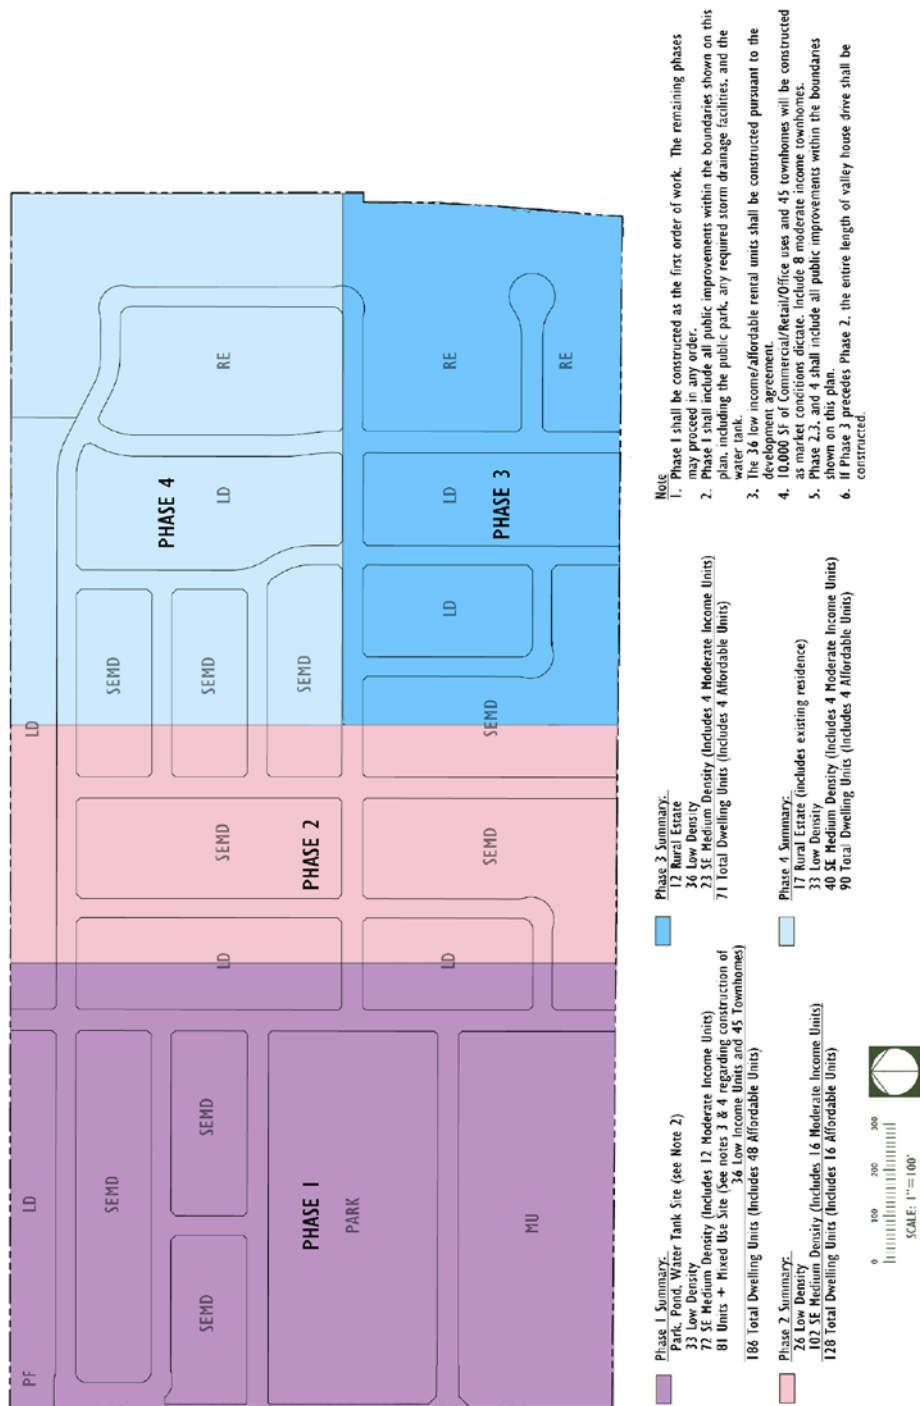 PF
LD
LD
SEMD
SEMD
SEMD
PHASE 1
PARK
MU
LD
LD
SEMD
PHASE 2
SEMD
SEMD
SEMD
SEMD
SEMD
PHASE 4
LD
RE
LD
LD
PHASE 3
RE
RE
Phase 1 Summary:
Park, Pond, Water Tank Site (see Note 2)
33 Low Density
72 SE Medium Density (Includes 12 Moderate Income Units)
81 Units + Mixed Use Site (See notes 3 & 4 regarding construction of
36 Low Income Units and 45 Townhomes)
186 Total Dwelling Units (Includes 48 Affordable Units)
Phase 2 Summary:
26 Low Density
102 SE Medium Density (Includes 16 Moderate Income Units)
128 Total Dwelling Units (Includes 16 Affordable Units)
Phase 3 Summary:
12 Rural Estate
36 Low Density
23 SE Medium Density (Includes 4 Moderate Income Units)
71 Total Dwelling Units (Includes 4 Affordable Units)
Phase 4 Summary:
17 Rural Estate (includes existing residence)
33 Low Density
40 SE Medium Density (Includes 4 Moderate Income Units)
90 Total Dwelling Units (Includes 4 Affordable Units)
Note
1. Phase 1 shall be constructed as the first order of work. The remaining phases
may proceed in any order.
2. Phase 1 shall include all public improvements within the boundaries shown on this
plan, including the public park, any required storm drainage facilities, and the
water tank.
3. The 36 low income/affordable rental units shall be constructed pursuant to the
development agreement.
4. 10,000 SF of Commercial/Retail/Office uses and 45 townhomes will be constructed
as market conditions dictate. Include 8 moderate income townhomes.
5. Phase 2,3, and 4 shall include all public improvements within the boundaries
shown on this plan.
6. If Phase 3 precedes Phase 2, the entire length of valley house drive shall be
constructed.
0 100 200 300
SCALE: 1"=100'